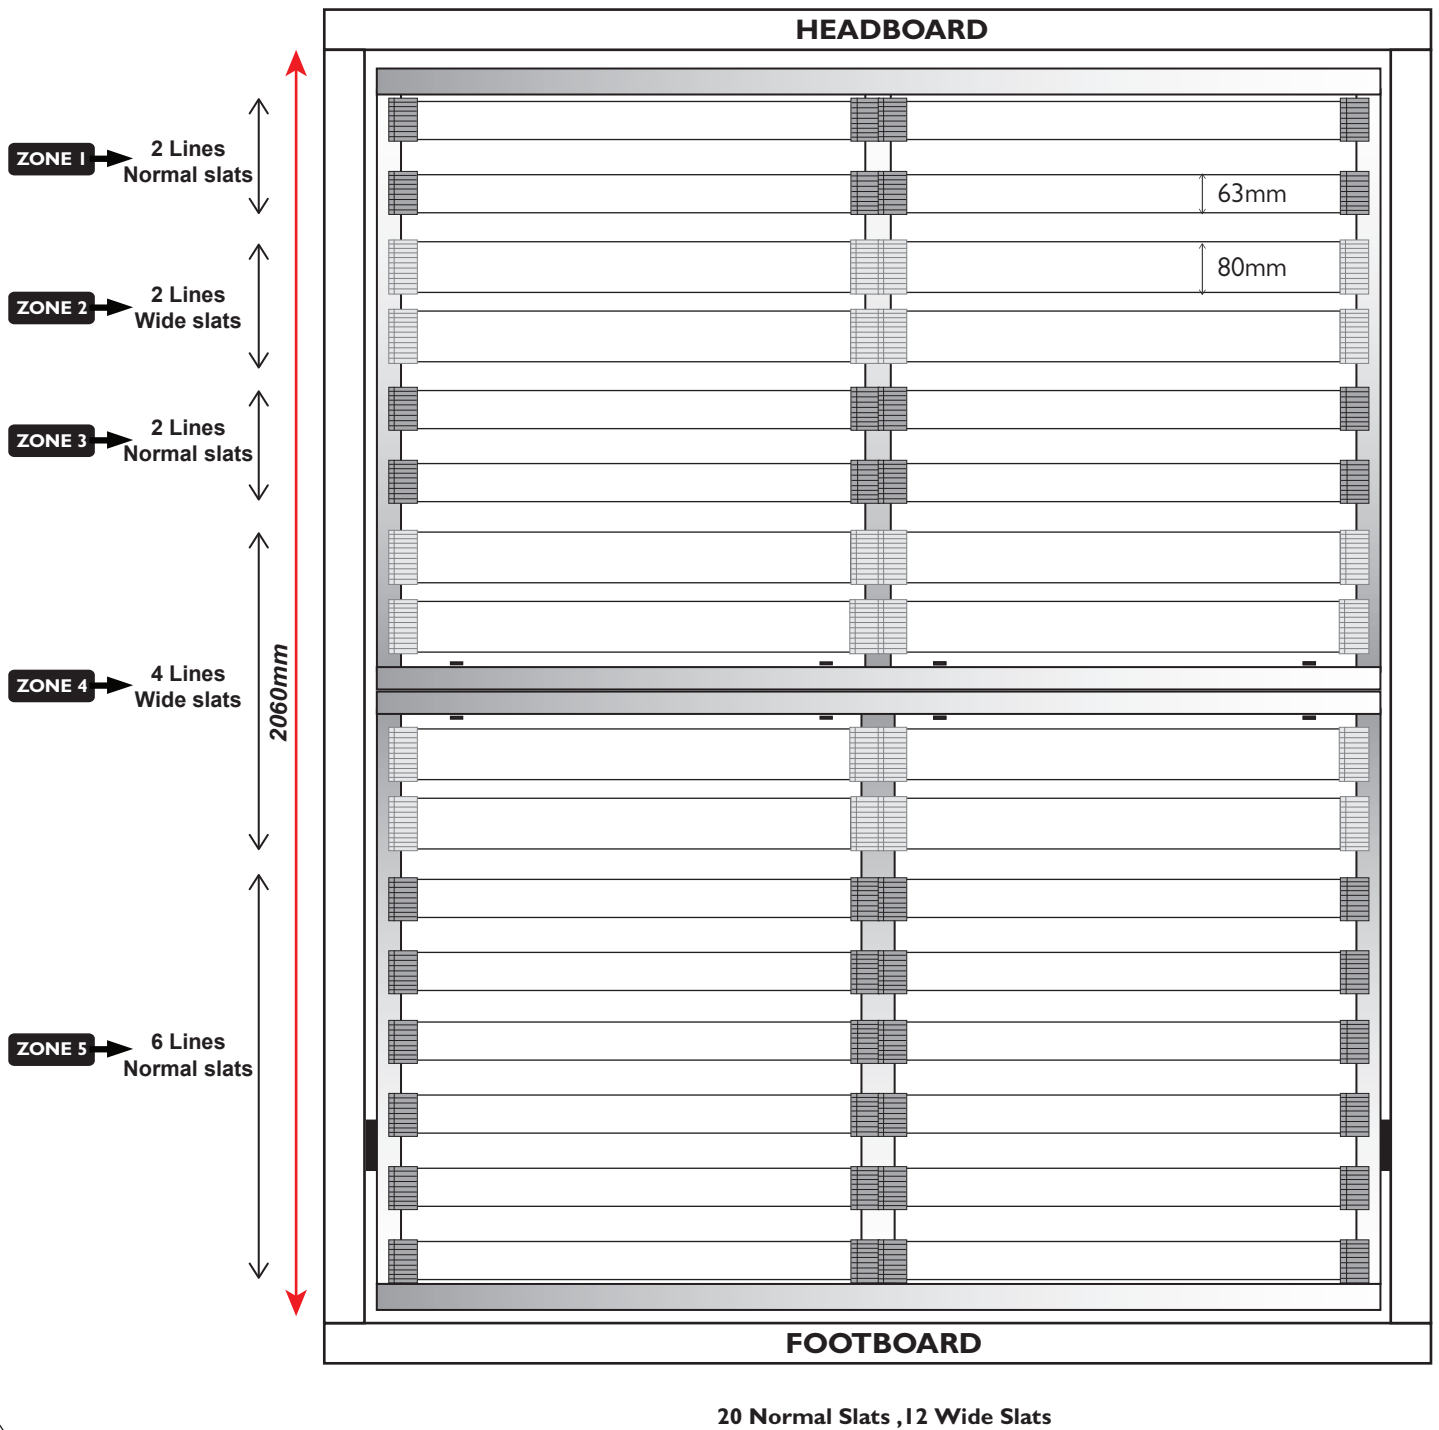 HEADBOARD
ZONE 1
2 Lines
Normal slats
63mm
ZONE 2
2 Lines
Wide slats
80mm
ZONE 3
2 Lines
Normal slats
ZONE 4
4 Lines
Wide slats
2060mm
ZONE 5
6 Lines
Normal slats
FOOTBOARD
20 Normal Slats ,12 Wide Slats